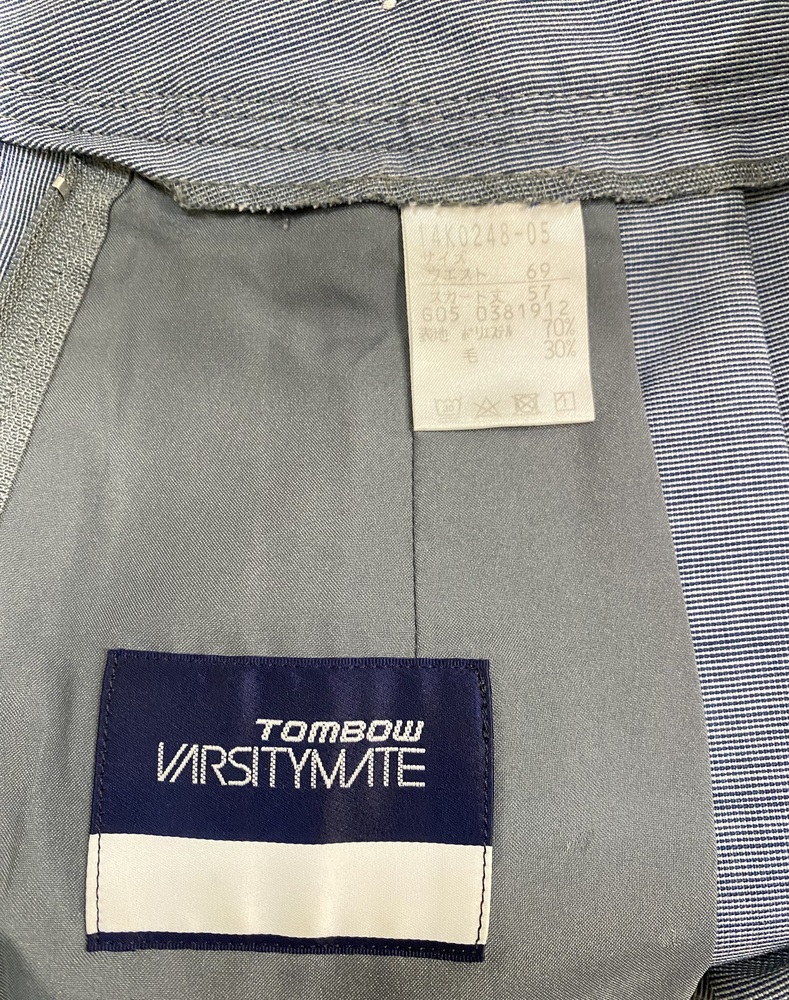 14K0248-05
サイズ
ウエスト 69
スカート丈 57
G05 0381912
表地 ポリエステル 70%
毛 30%
30
TOMBOW
VARSITYMATE